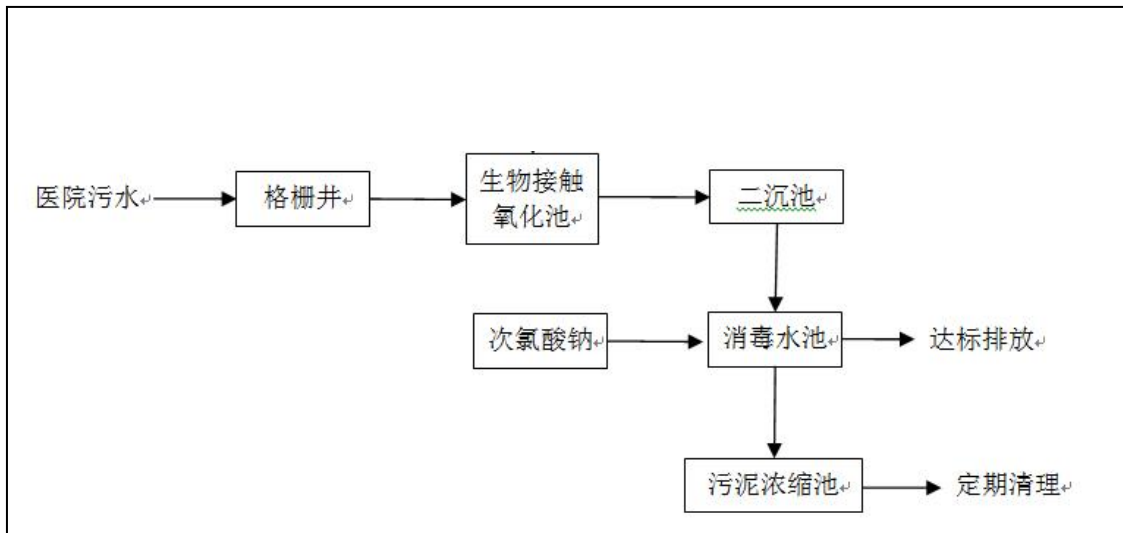 医院污水
格栅井
生物接触
氧化池
二沉池
次氯酸钠
消毒水池
达标排放
污泥浓缩池
定期清理